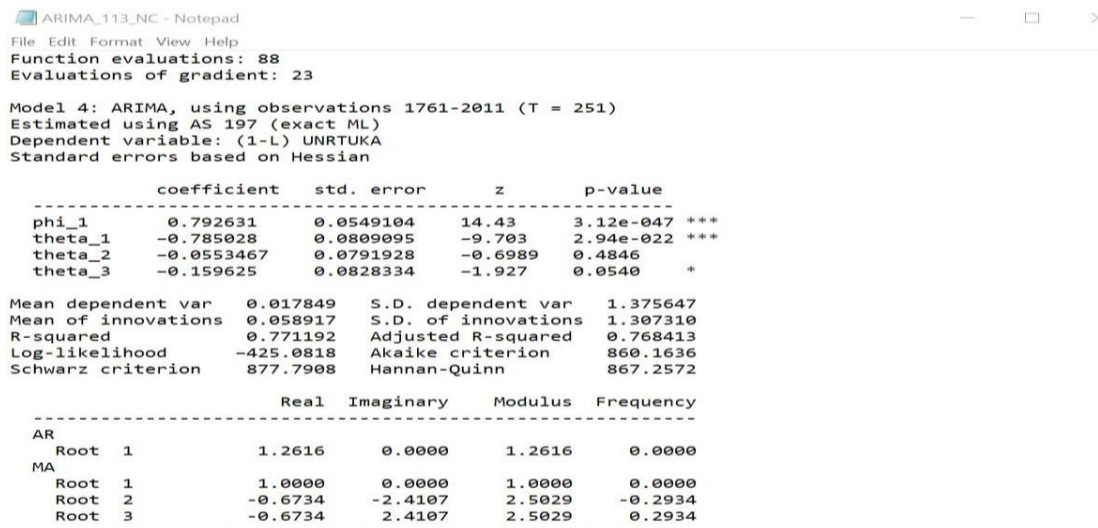 ARIMA_113_NC - Notepad
File Edit Format View Help
Function evaluations: 88
Evaluations of gradient: 23
Model 4: ARIMA, using observations 1761-2011 (T = 251)
Estimated using AS 197 (exact ML)
Dependent variable: (1-L) UNRTUKA
Standard errors based on Hessian
coefficient std. error z p-value
phi_1 0.792631 0.0549104 14.43 3.12e-047 ***
theta_1 -0.785028 0.0809095 -9.703 2.94e-022 ***
theta_2 -0.0553467 0.0791928 -0.6989 0.4846
theta_3 -0.159625 0.0828334 -1.927 0.0540 *
Mean dependent var 0.017849 S.D. dependent var 1.375647
Mean of innovations 0.058917 S.D. of innovations 1.307310
R-squared 0.771192 Adjusted R-squared 0.768413
Log-likelihood -425.0818 Akaike criterion 860.1636
Schwarz criterion 877.7908 Hannan-Quinn 867.2572
Real Imaginary Modulus Frequency
AR
Root 1 1.2616 0.0000 1.2616 0.0000
MA
Root 1 1.0000 0.0000 1.0000 0.0000
Root 2 -0.6734 -2.4107 2.5029 -0.2934
Root 3 -0.6734 2.4107 2.5029 0.2934